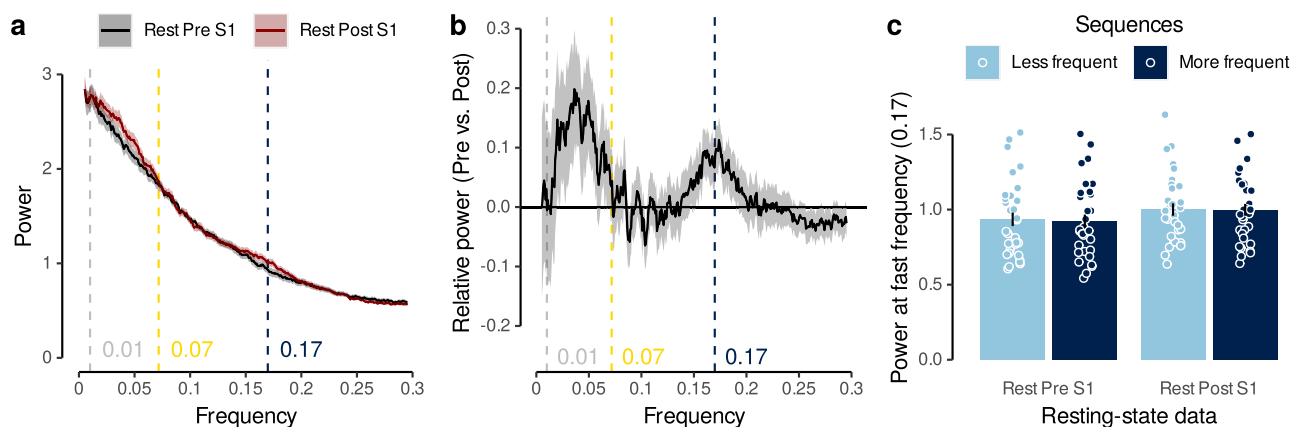 a
Rest Pre S1
Rest Post S1
Power
3
2
1
0
0.01
0.07
0.17
0
0.05
0.1
0.15
0.2
0.25
0.3
Frequency
b
Relative power (Pre vs. Post)
0.3
0.2
0.1
0.0
-0.1
-0.2
0.01
0.07
0.17
0
0.05
0.1
0.15
0.2
0.25
0.3
Frequency
c
Sequences
Less frequent
More frequent
Power at fast frequency (0.17)
1.5
1.0
0.5
0.0
Rest Pre S1
Rest Post S1
Resting-state data